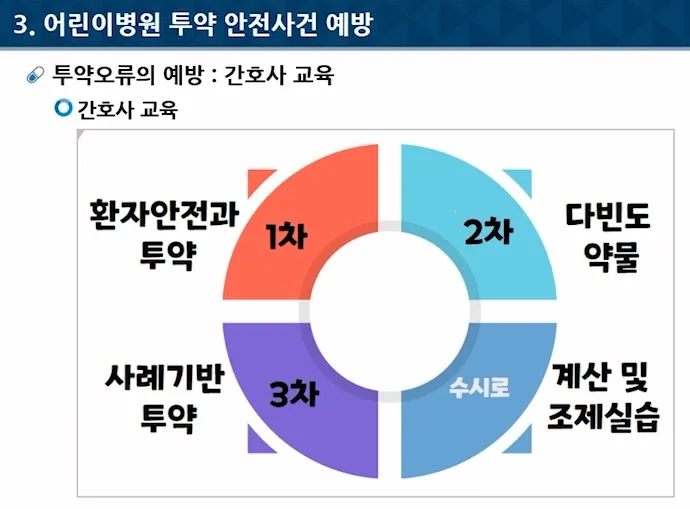 3. 어린이병원 투약 안전사건 예방
투약오류의 예방 : 간호사 교육
간호사 교육
환자안전과
투약
1차
2차
다빈도
약물
사례기반
투약
3차
수시로
계산 및
조제실습